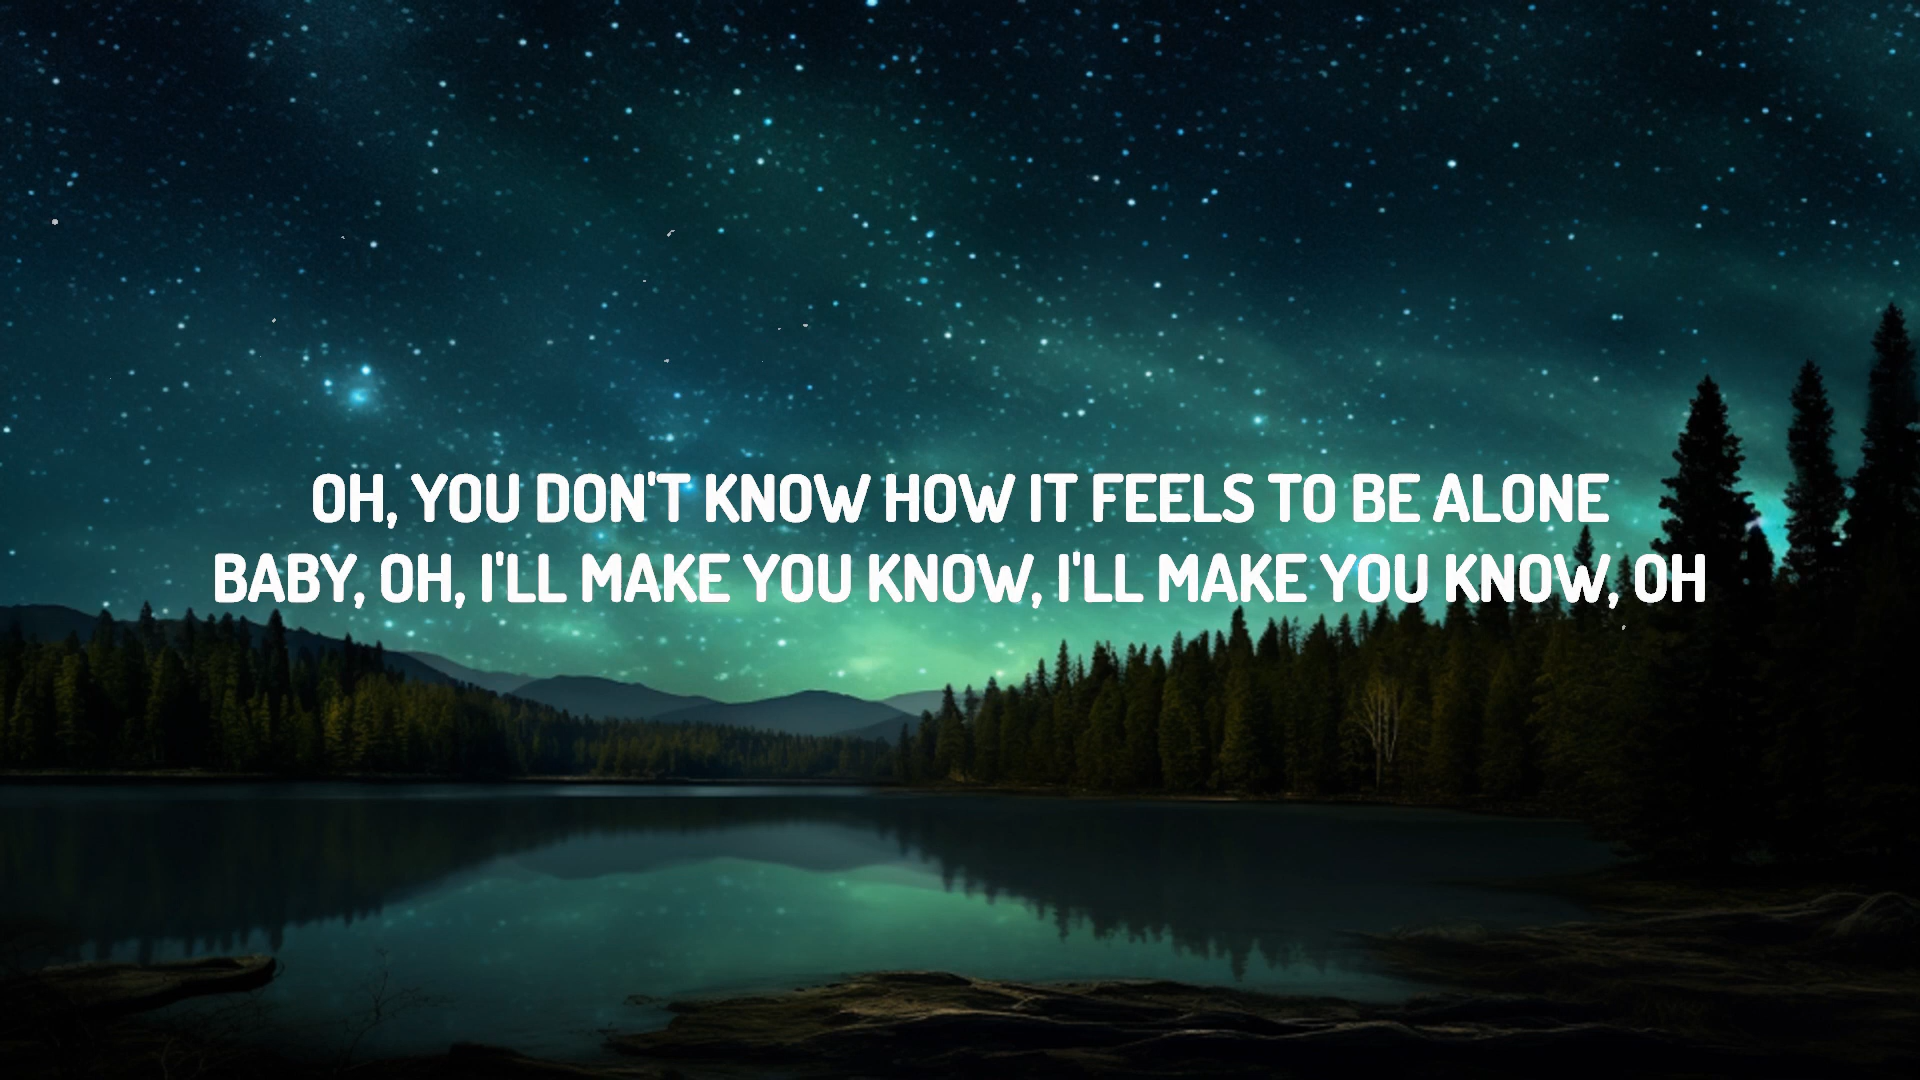 OH, YOU DON'T KNOW HOW IT FEELS TO BE ALONE
BABY, OH, I'LL MAKE YOU KNOW, I'LL MAKE YOU KNOW, OH